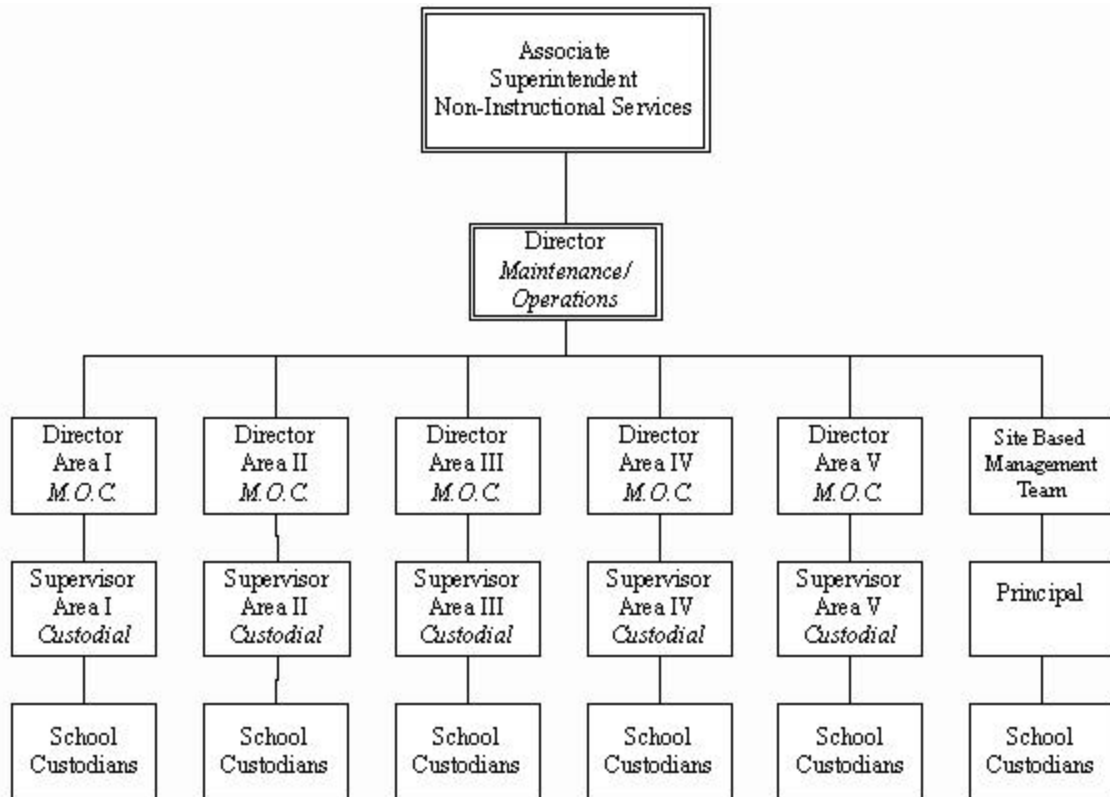 Associate
Superintendent
Non-Instructional Services
Director
Maintenance/
Operations
Director
Area I
M.O.C.
Director
Area II
M.O.C.
Director
Area III
M.O.C.
Director
Area IV
M.O.C.
Director
Area V
M.O.C.
Site Based
Management
Team
Supervisor
Area I
Custodial
Supervisor
Area II
Custodial
Supervisor
Area III
Custodial
Supervisor
Area IV
Custodial
Supervisor
Area V
Custodial
Principal
School
Custodians
School
Custodians
School
Custodians
School
Custodians
School
Custodians
School
Custodians